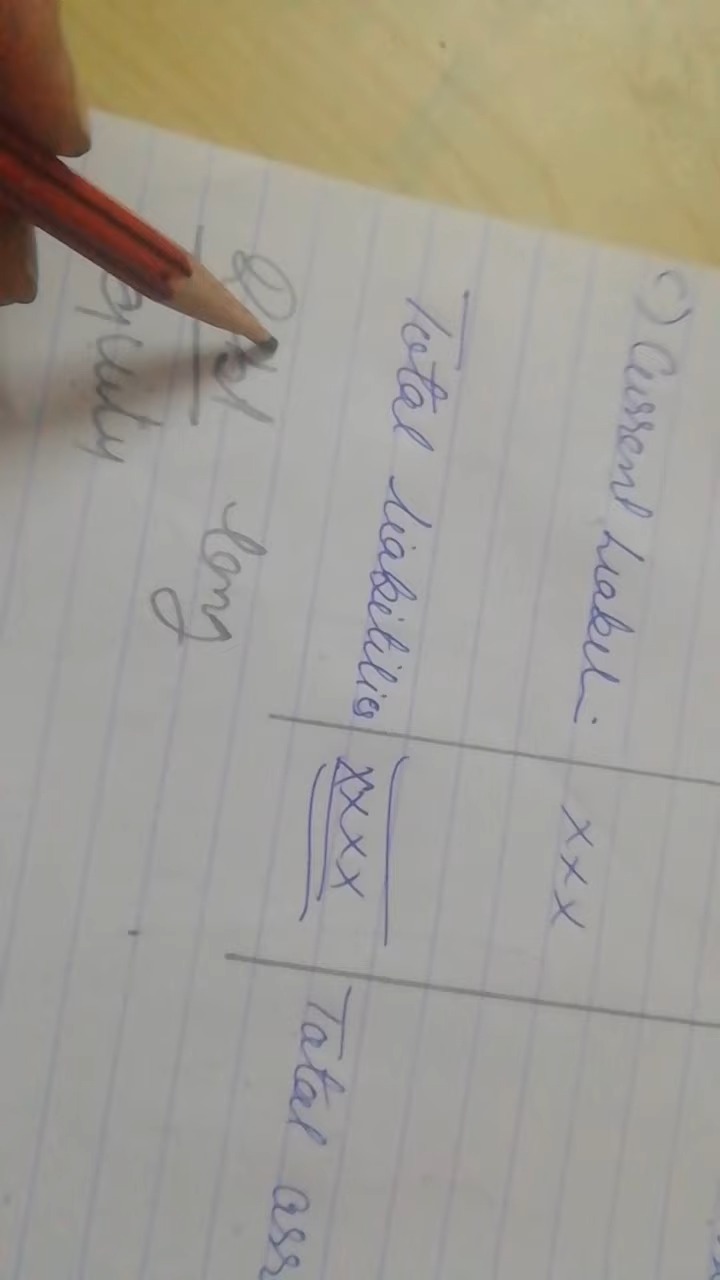 c) Current Liabil- xxx
Total Liabilities xxxx Total ass
long
equity